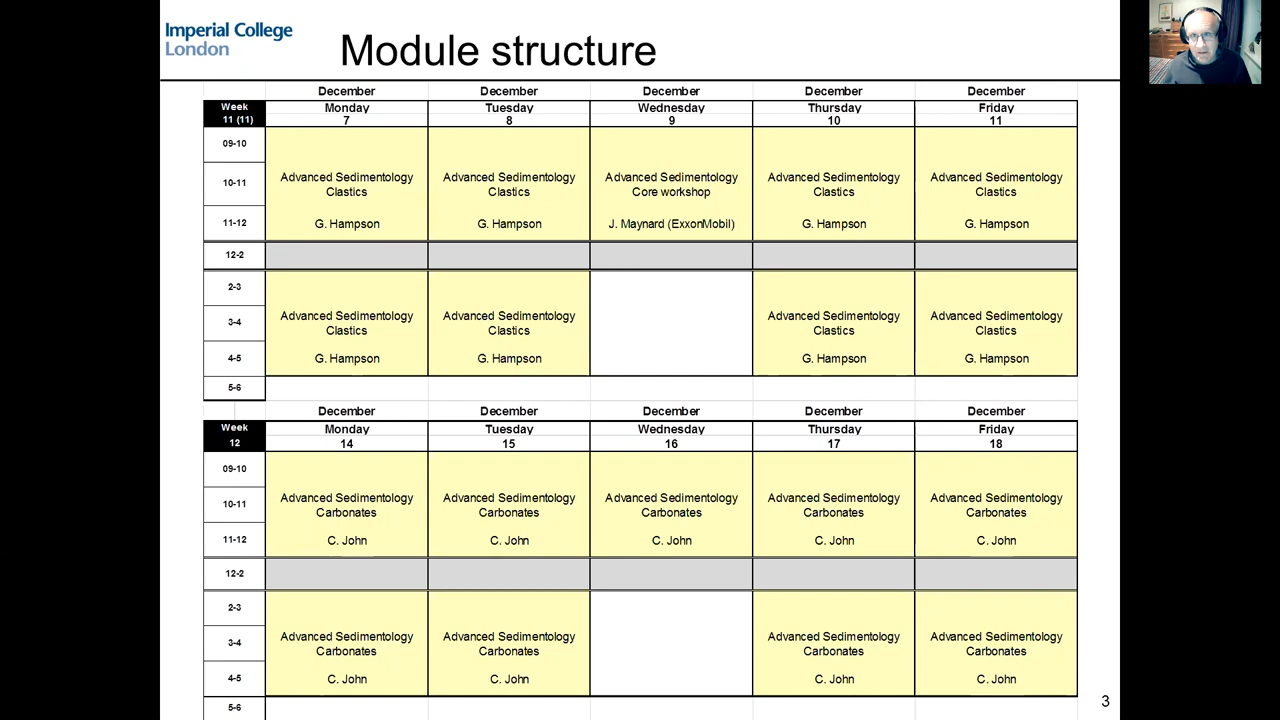 Imperial College
London
Module structure
December December December December December
Week Monday Tuesday Wednesday Thursday Friday
11 (11) 7 8 9 10 11
09-10
10-11 Advanced Sedimentology Advanced Sedimentology Advanced Sedimentology Advanced Sedimentology Advanced Sedimentology
Clastics Clastics Core workshop Clastics Clastics
11-12 G. Hampson G. Hampson J. Maynard (ExxonMobil) G. Hampson G. Hampson
12-2
2-3
3-4 Advanced Sedimentology Advanced Sedimentology Advanced Sedimentology Advanced Sedimentology
Clastics Clastics Clastics Clastics
4-5 G. Hampson G. Hampson G. Hampson G. Hampson
5-6
December December December December December
Week Monday Tuesday Wednesday Thursday Friday
12 14 15 16 17 18
09-10
10-11 Advanced Sedimentology Advanced Sedimentology Advanced Sedimentology Advanced Sedimentology Advanced Sedimentology
Carbonates Carbonates Carbonates Carbonates Carbonates
11-12 C. John C. John C. John C. John C. John
12-2
2-3
3-4 Advanced Sedimentology Advanced Sedimentology Advanced Sedimentology Advanced Sedimentology
Carbonates Carbonates Carbonates Carbonates
4-5 C. John C. John C. John C. John
5-6
3